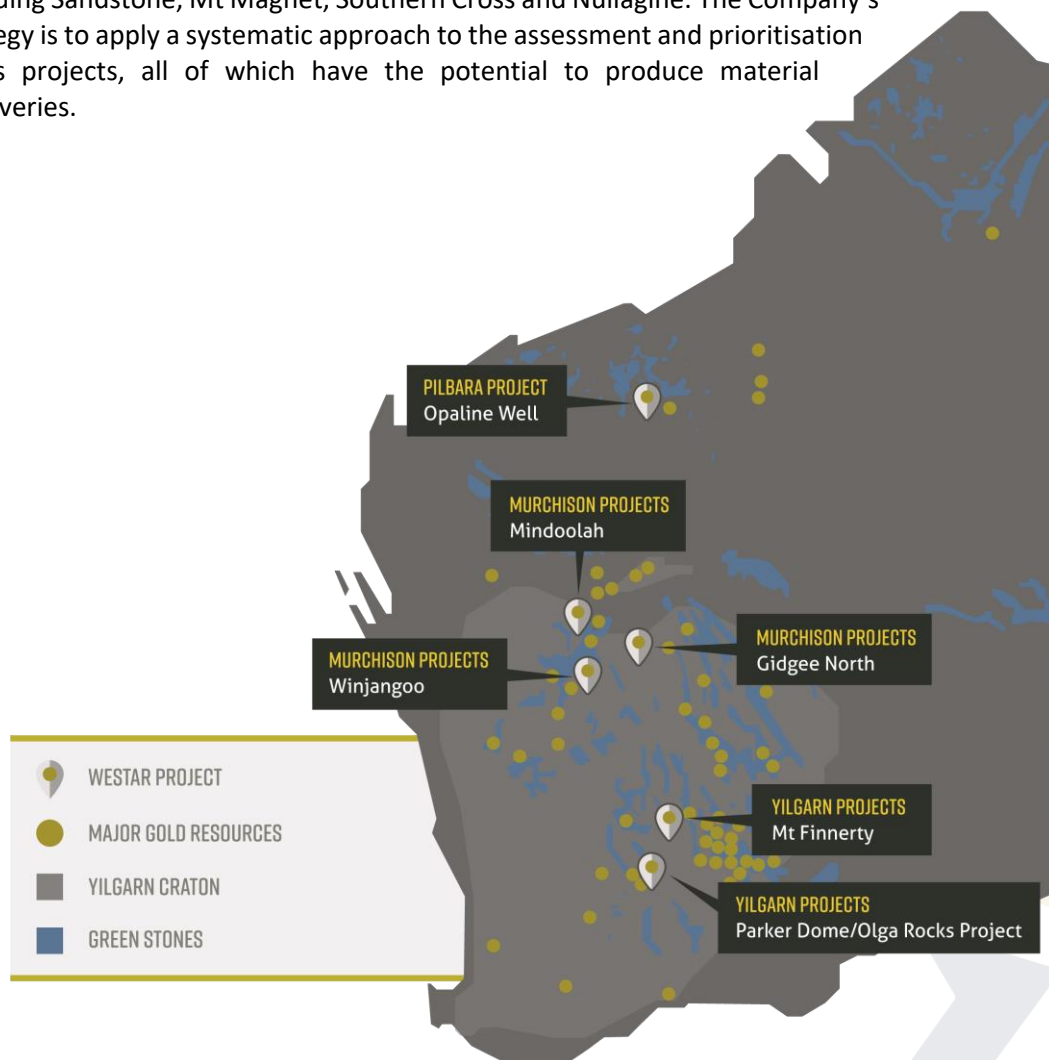 Sandstone, Mt Magnet, Southern Cross and Nullagine. The Company's
is to apply a systematic approach to the assessment and prioritisation
projects, all of which have the potential to produce material
PILBARA PROJECT
Opaline Well
MURCHISON PROJECTS
Mindoolah
MURCHISON PROJECTS
Gidgee North
MURCHISON PROJECTS
Winjangoo
WESTAR PROJECT
MAJOR GOLD RESOURCES
YILGARN CRATON
GREEN STONES
YILGARN PROJECTS
Mt Finnerty
YILGARN PROJECTS
Parker Dome/Olga Rocks Project